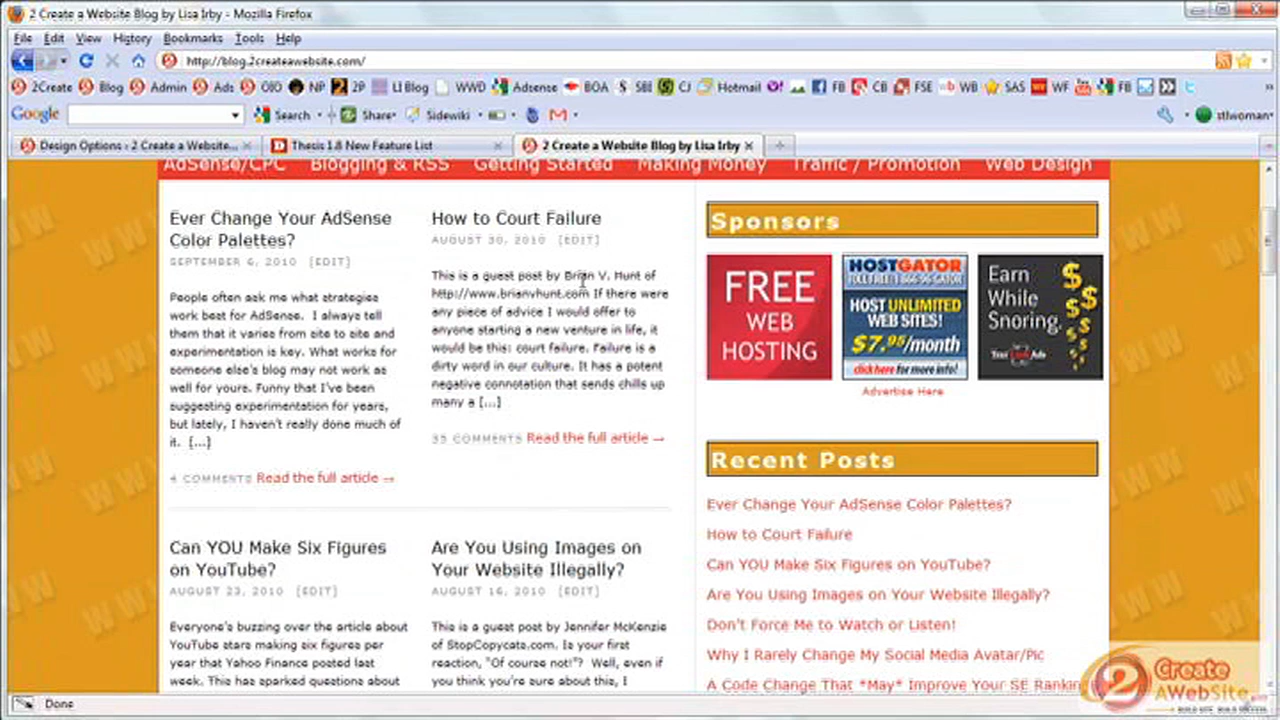 2 Create a Website Blog by Lisa Irby - Mozilla Firefox
File Edit View History Bookmarks Tools Help
http://blog.2createawebsite.com/
2Create Blog Admin Ads OIO NP 2P LI Blog WWD Adsense BOA SBI CJ Hotmail FB CB FSE WB SAS WF FB
Google Search Share Sidewiki stlwoman
Design Options › 2 Create a Website... Thesis 1.8 New Feature List 2 Create a Website Blog by Lisa Irby
AdSense/CPC Blogging & RSS Getting Started Making Money Traffic / Promotion Web Design
Ever Change Your AdSense
Color Palettes?
SEPTEMBER 6, 2010 [EDIT]
People often ask me what strategies
work best for AdSense. I always tell
them that it varies from site to site and
experimentation is key. What works for
someone else's blog may not work as
well for yours. Funny that I've been
suggesting experimentation for years,
but lately, I haven't really done much of
it. [...]
4 COMMENTS Read the full article →
How to Court Failure
AUGUST 30, 2010 [EDIT]
This is a guest post by Brian V. Hunt of
http://www.brianvhunt.com If there were
any piece of advice I would offer to
anyone starting a new venture in life, it
would be this: court failure. Failure is a
dirty word in our culture. It has a potent
negative connotation that sends chills up
many a [...]
35 COMMENTS Read the full article →
Can YOU Make Six Figures
on YouTube?
AUGUST 23, 2010 [EDIT]
Everyone's buzzing over the article about
YouTube stars making six figures per
year that Yahoo Finance posted last
week. This has sparked questions about
Are You Using Images on
Your Website Illegally?
AUGUST 16, 2010 [EDIT]
This is a guest post by Jennifer McKenzie
of StopCopycats.com. Is your first
reaction, "Of course not!"? Well, even if
you think you're sure about this, I
Sponsors
FREE
WEB
HOSTING
HOSTGATOR
HOST UNLIMITED
WEB SITES!
$7.95/month
click here for more info!
Earn
While
Snoring.
Text Link Ads
Advertise Here
Recent Posts
Ever Change Your AdSense Color Palettes?
How to Court Failure
Can YOU Make Six Figures on YouTube?
Are You Using Images on Your Website Illegally?
Don't Force Me to Watch or Listen!
Why I Rarely Change My Social Media Avatar/Pic
A Code Change That *May* Improve Your SE Ranking
2 Create
AWebSite
Done